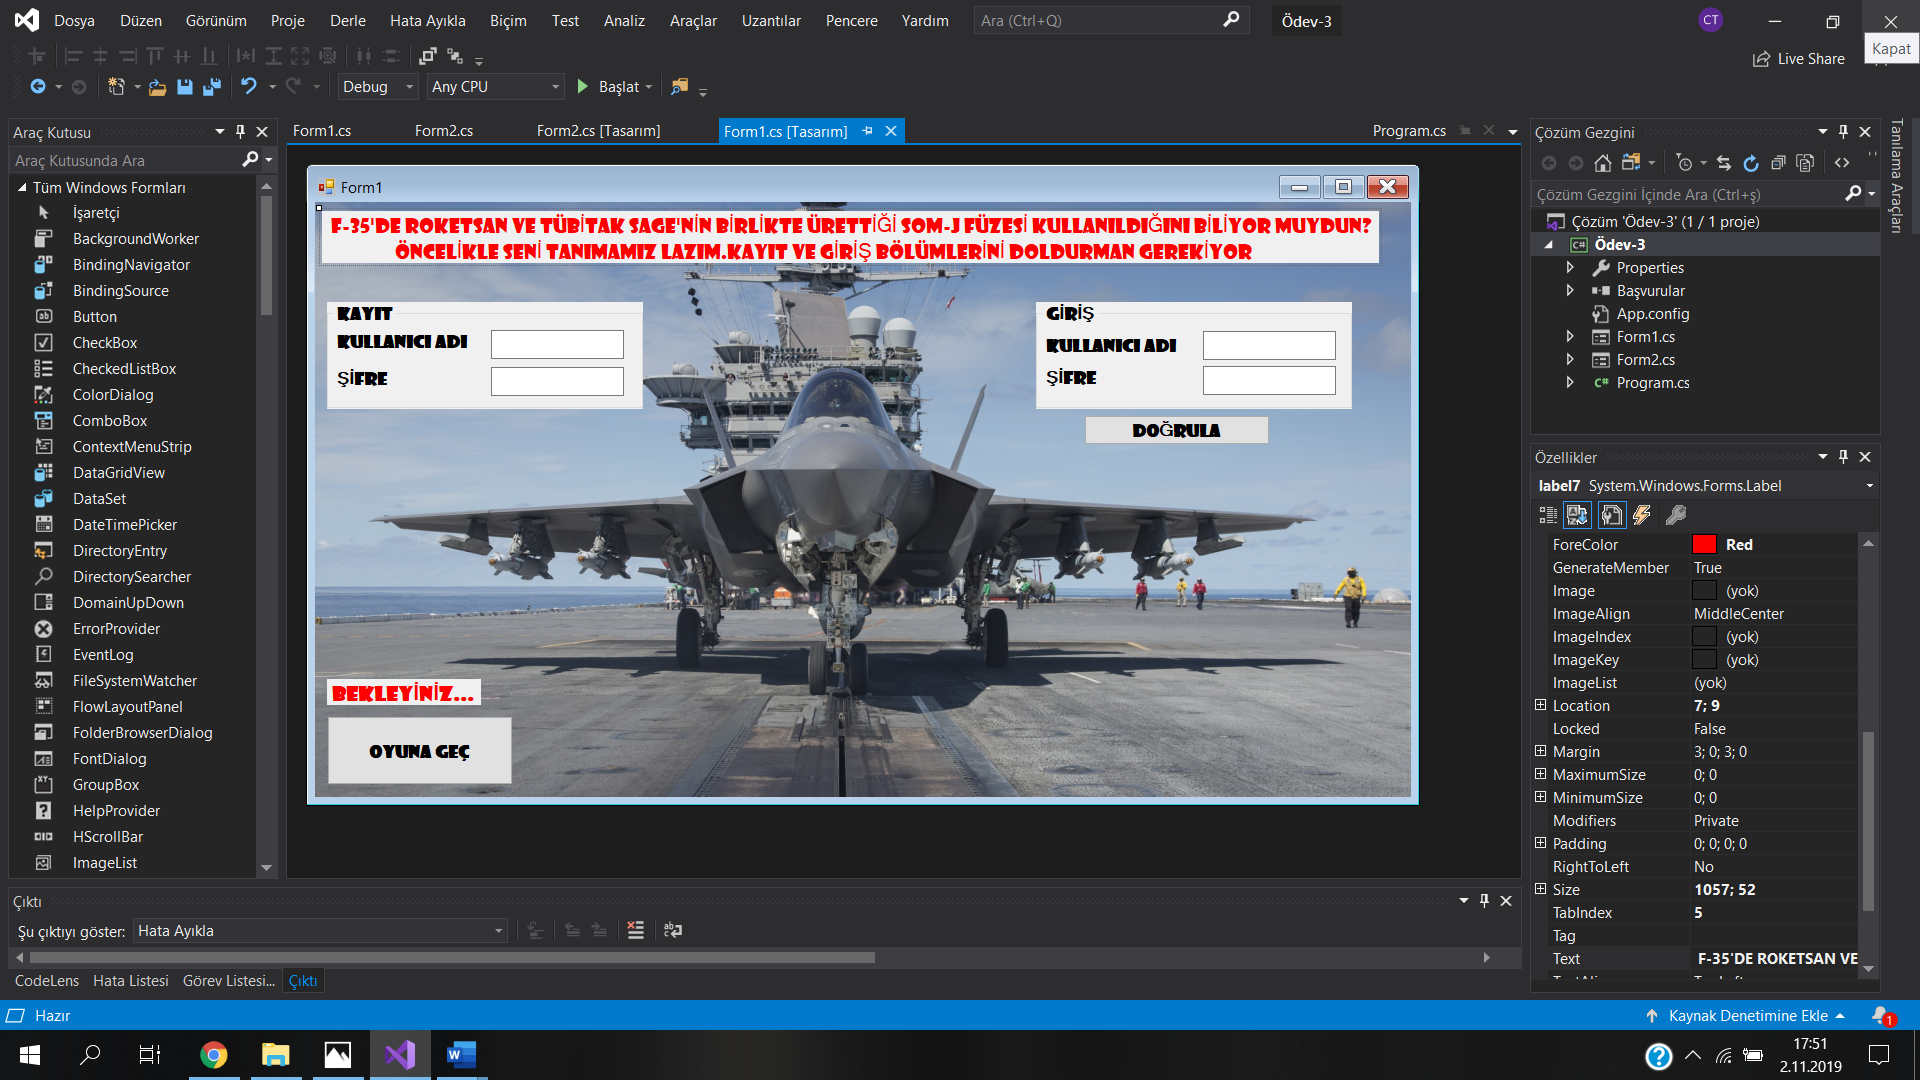 Dosya Düzen Görünüm Proje Derle Hata Ayıkla Biçim Test Analiz Araçlar Uzantılar Pencere Yardım Ara (Ctrl+Q) Ödev-3 CT
Kapat
Live Share
Debug Any CPU Başlat
Araç Kutusu
Araç Kutusunda Ara
Tüm Windows Formları
İşaretçi
BackgroundWorker
BindingNavigator
BindingSource
Button
CheckBox
CheckedListBox
ColorDialog
ComboBox
ContextMenuStrip
DataGridView
DataSet
DateTimePicker
DirectoryEntry
DirectorySearcher
DomainUpDown
ErrorProvider
EventLog
FileSystemWatcher
FlowLayoutPanel
FolderBrowserDialog
FontDialog
GroupBox
HelpProvider
HScrollBar
ImageList
Form1.cs Form2.cs Form2.cs [Tasarım] Form1.cs [Tasarım] Program.cs
Form1
F-35'DE ROKETSAN VE TÜBİTAK SAGE'NİN BİRLİKTE ÜRETTİĞİ SOM-J FÜZESİ KULLANILDIĞINI BİLİYOR MUYDUN?
ÖNCELİKLE SENİ TANIMAMIZ LAZIM.KAYIT VE GİRİŞ BÖLÜMLERİNİ DOLDURMAN GEREKİYOR
KAYIT
KULLANICI ADI
ŞİFRE
GİRİŞ
KULLANICI ADI
ŞİFRE
DOĞRULA
BEKLEYİNİZ...
OYUNA GEÇ
Çözüm Gezgini
Çözüm Gezgini İçinde Ara (Ctrl+ş)
Çözüm 'Ödev-3' (1 / 1 proje)
Ödev-3
Properties
Başvurular
App.config
Form1.cs
Form2.cs
C# Program.cs
Tanılama Araçları
Özellikler
label7 System.Windows.Forms.Label
ForeColor Red
GenerateMember True
Image (yok)
ImageAlign MiddleCenter
ImageIndex (yok)
ImageKey (yok)
ImageList (yok)
Location 7; 9
Locked False
Margin 3; 0; 3; 0
MaximumSize 0; 0
MinimumSize 0; 0
Modifiers Private
Padding 0; 0; 0; 0
RightToLeft No
Size 1057; 52
TabIndex 5
Tag
Text F-35'DE ROKETSAN VE
Çıktı
Şu çıktıyı göster: Hata Ayıkla
CodeLens Hata Listesi Görev Listesi... Çıktı
Hazır
Kaynak Denetimine Ekle 1
17:51
2.11.2019